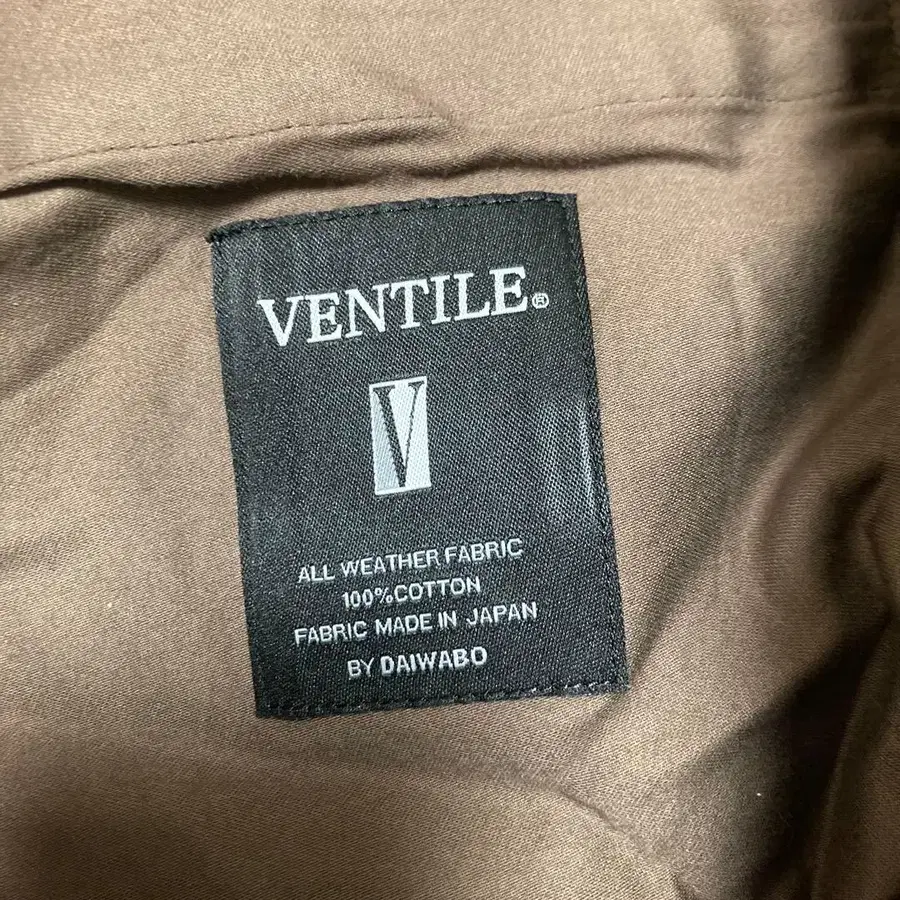 VENTILE®
V
ALL WEATHER FABRIC
100%COTTON
FABRIC MADE IN JAPAN
BY DAIWABO